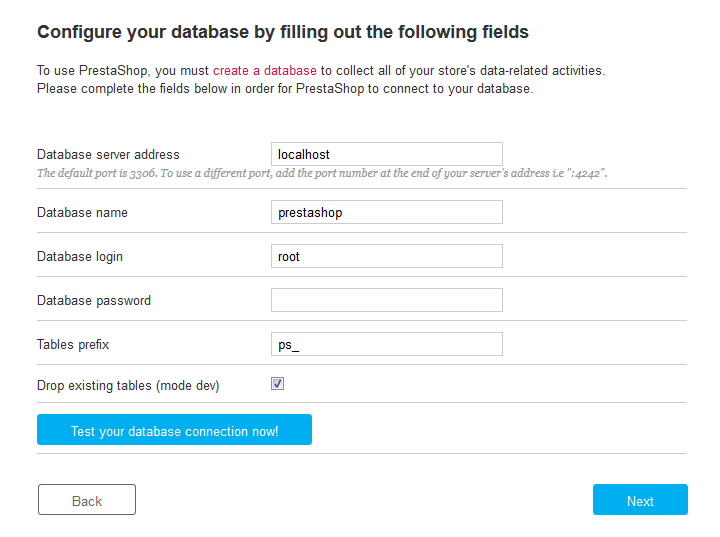 Configure your database by filling out the following fields
To use PrestaShop, you must create a database to collect all of your store's data-related activities.
Please complete the fields below in order for PrestaShop to connect to your database.
Database server address localhost
The default port is 3306. To use a different port, add the port number at the end of your server's address i.e ":4242".
Database name prestashop
Database login root
Database password
Tables prefix ps_
Drop existing tables (mode dev)
Test your database connection now!
Back Next